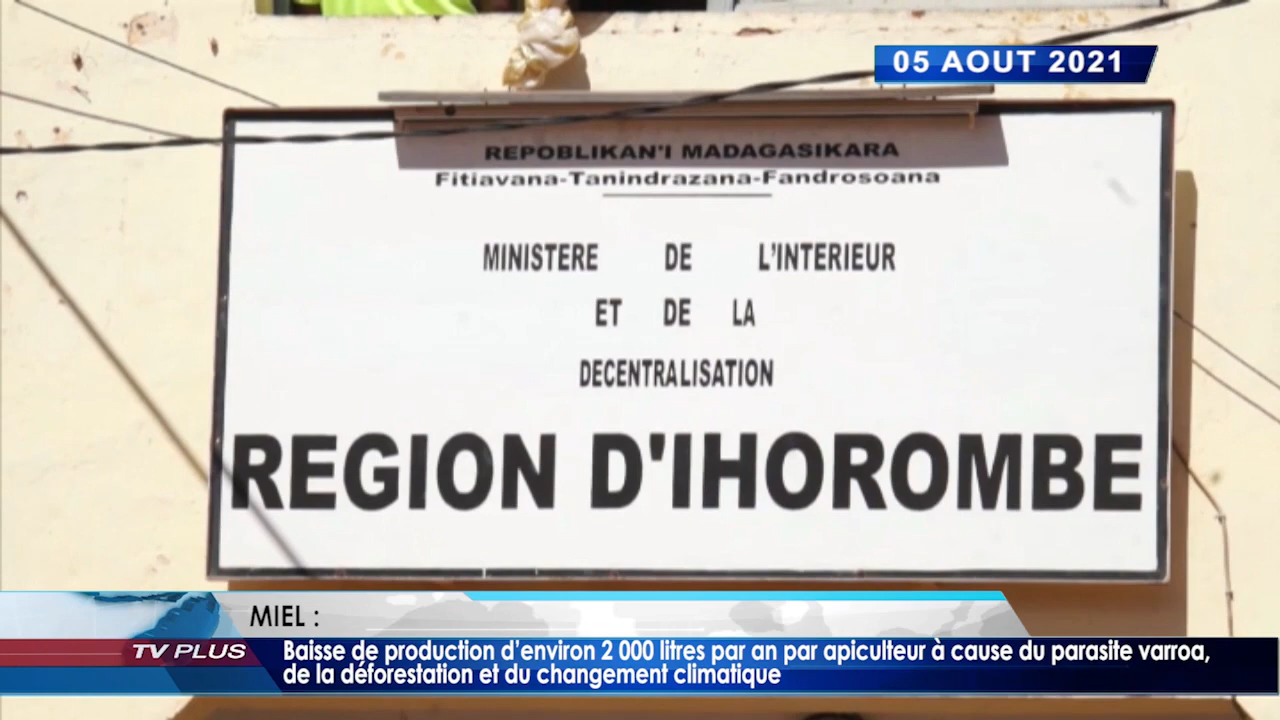 05 AOUT 2021
REPOBLIKAN'I MADAGASIKARA
Fitiavana-Tanindrazana-Fandrosoana
MINISTERE DE L'INTERIEUR
ET DE LA
DECENTRALISATION
REGION D'IHOROMBE
MIEL :
TV PLUS
Baisse de production d'environ 2 000 litres par an par apiculteur à cause du parasite varroa,
de la déforestation et du changement climatique